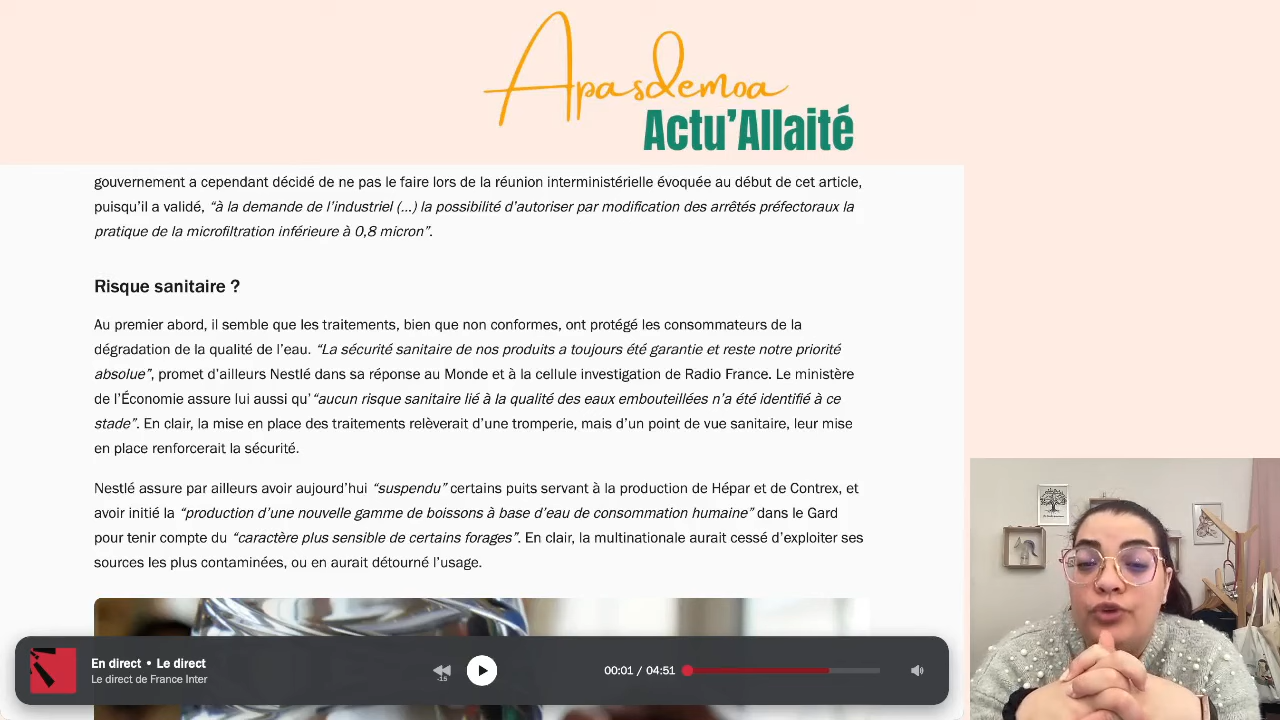 Apasdemoa
Actu'Allaité
gouvernement a cependant décidé de ne pas le faire lors de la réunion interministérielle évoquée au début de cet article,
puisqu'il a validé, “à la demande de l'industriel (...) la possibilité d'autoriser par modification des arrêtés préfectoraux la
pratique de la microfiltration inférieure à 0,8 micron”.
Risque sanitaire ?
Au premier abord, il semble que les traitements, bien que non conformes, ont protégé les consommateurs de la
dégradation de la qualité de l'eau. “La sécurité sanitaire de nos produits a toujours été garantie et reste notre priorité
absolue”, promet d'ailleurs Nestlé dans sa réponse au Monde et à la cellule investigation de Radio France. Le ministère
de l'Économie assure lui aussi qu'“aucun risque sanitaire lié à la qualité des eaux embouteillées n'a été identifié à ce
stade”. En clair, la mise en place des traitements relèverait d'une tromperie, mais d'un point de vue sanitaire, leur mise
en place renforcerait la sécurité.
Nestlé assure par ailleurs avoir aujourd'hui “suspendu” certains puits servant à la production de Hépar et de Contrex, et
avoir initié la “production d'une nouvelle gamme de boissons à base d'eau de consommation humaine” dans le Gard
pour tenir compte du “caractère plus sensible de certains forages”. En clair, la multinationale aurait cessé d'exploiter ses
sources les plus contaminées, ou en aurait détourné l'usage.
En direct • Le direct
Le direct de France Inter
-15
00:01 / 04:51